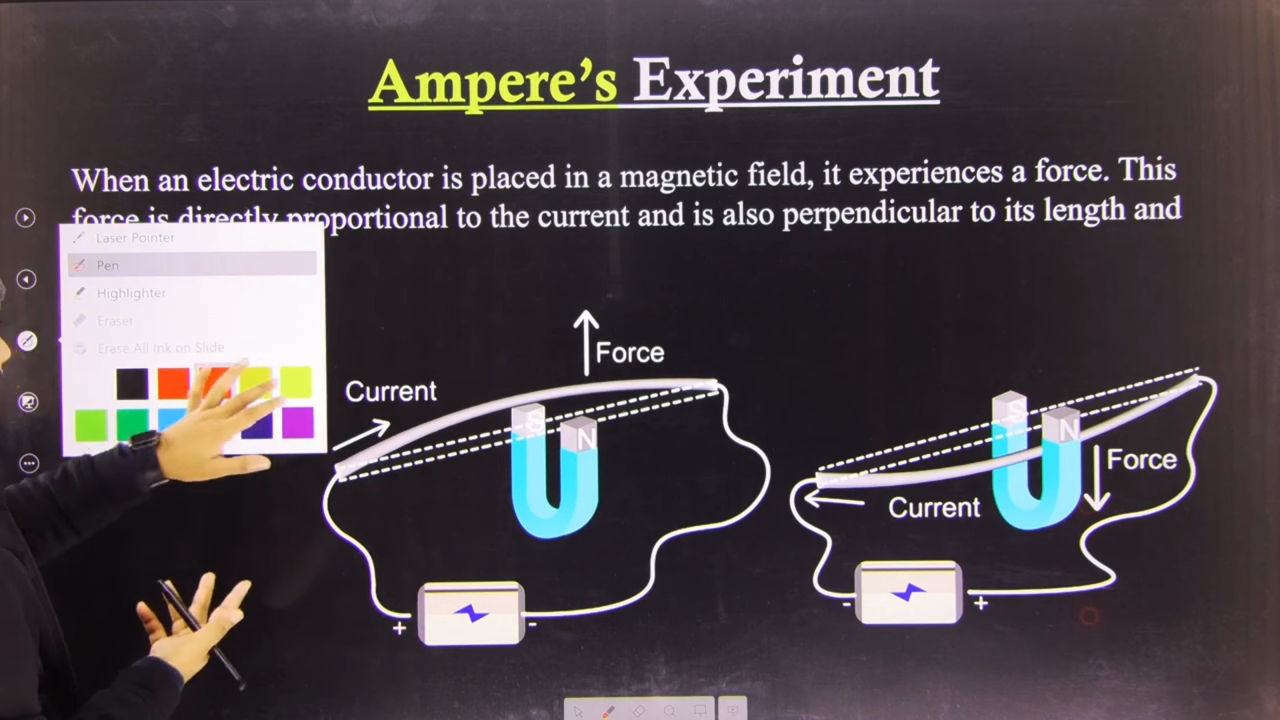 Ampere's Experiment
When an electric conductor is placed in a magnetic field, it experiences a force. This
force is directly proportional to the current and is also perpendicular to its length and
Laser Pointer
Pen
Highlighter
Eraser
Erase All Ink on Slide
Force
Current
S
N
+
-
S
N
Force
Current
-
+